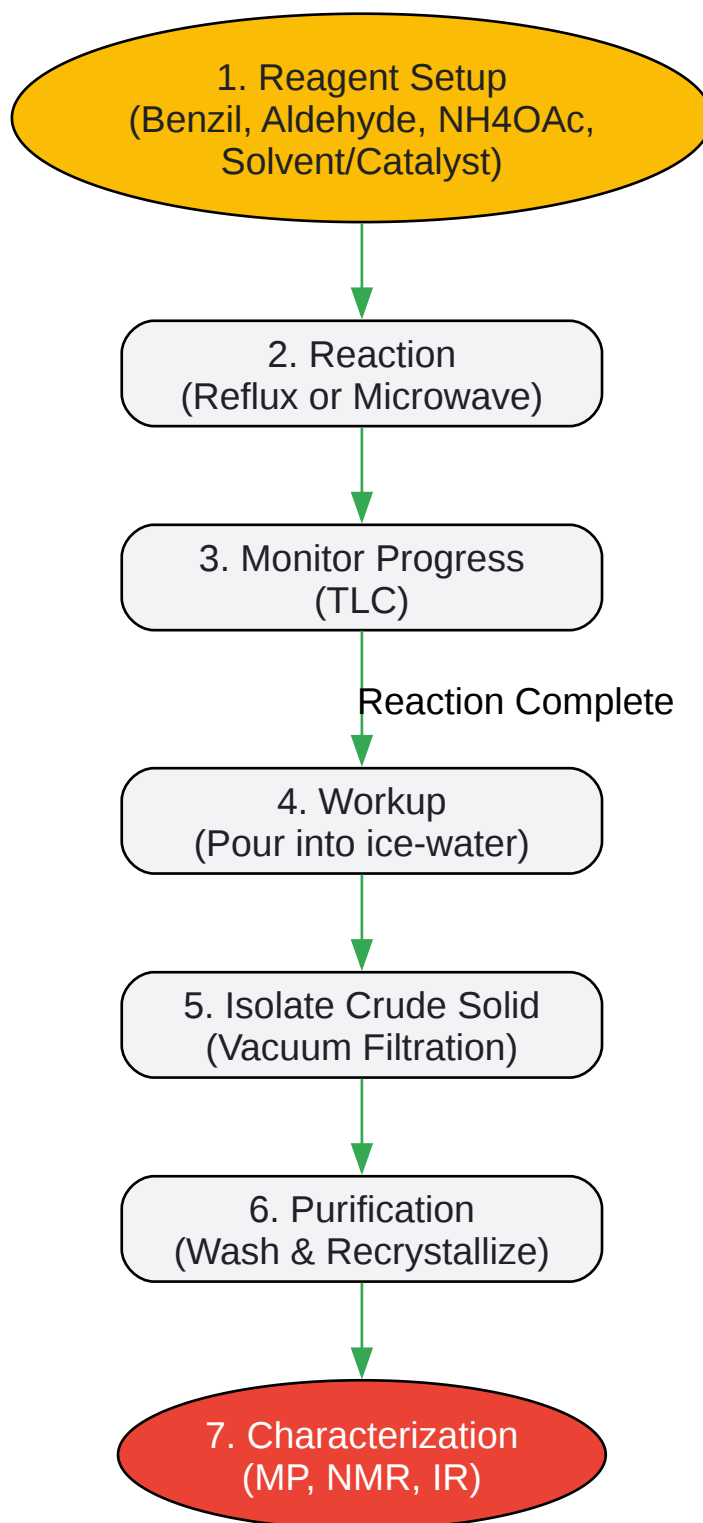 1. Reagent Setup
(Benzil, Aldehyde, NH4OAc,
Solvent/Catalyst)
2. Reaction
(Reflux or Microwave)
3. Monitor Progress
(TLC)
Reaction Complete
4. Workup
(Pour into ice-water)
5. Isolate Crude Solid
(Vacuum Filtration)
6. Purification
(Wash & Recrystallize)
7. Characterization
(MP, NMR, IR)